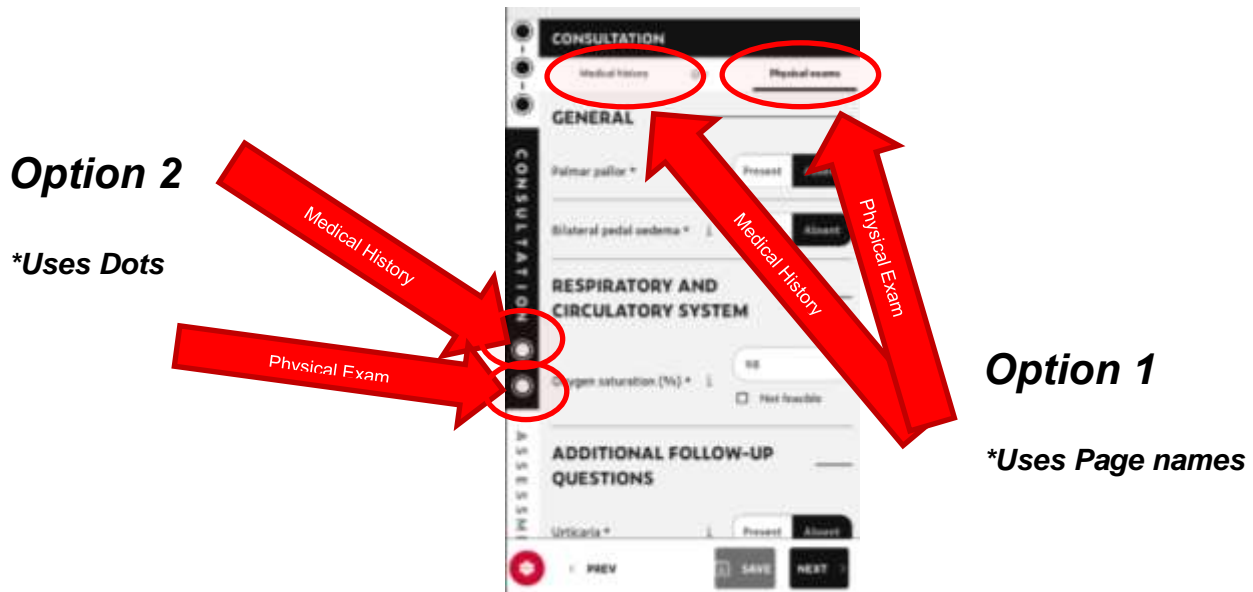 CONSULTATION
Medical history
Physical exams
GENERAL
Palmar pallor *
Present
Bilateral pedal oedema * i
Absent
RESPIRATORY AND
CIRCULATORY SYSTEM
Oxygen saturation (%) * i
98
Not feasible
ADDITIONAL FOLLOW-UP
QUESTIONS
Urticaria * i
Present Absent
PREV
SAVE
NEXT
CONSULTATION
ASSESSM
Option 2
*Uses Dots
Medical History
Physical Exam
Medical History
Physical Exam
Option 1
*Uses Page names